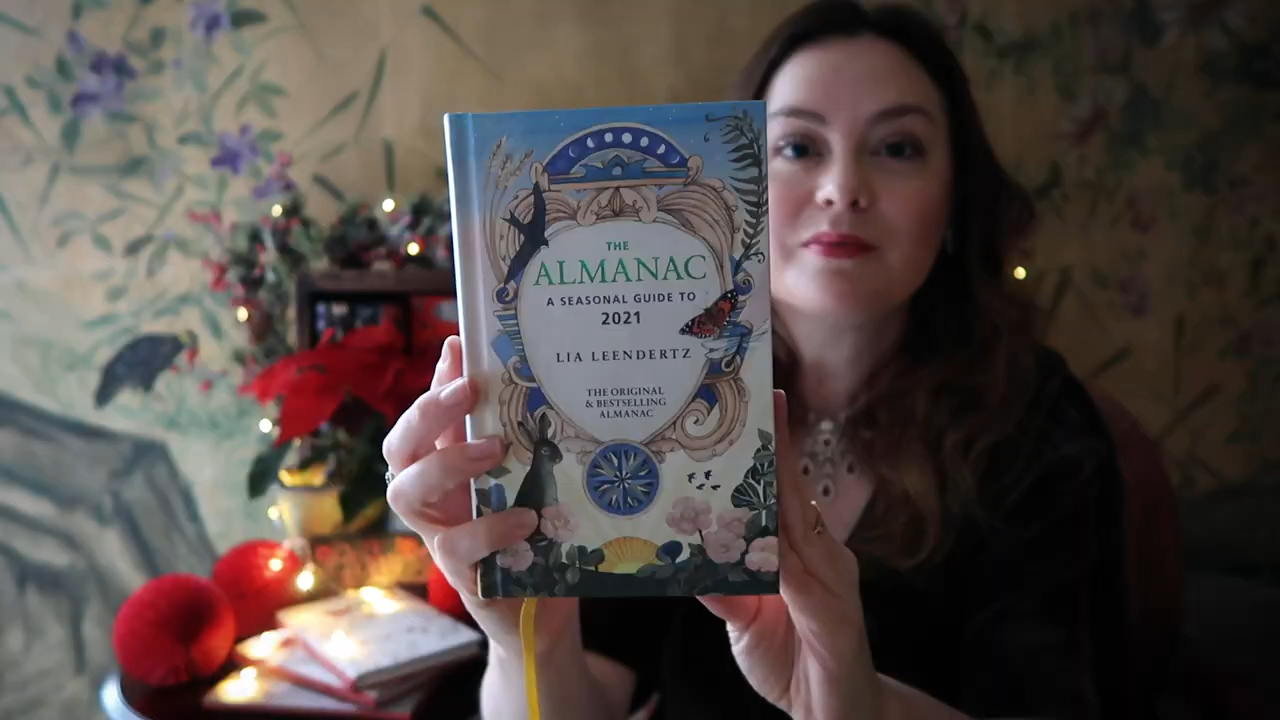 THE
ALMANAC
A SEASONAL GUIDE TO
2021
LIA LEENDERTZ
THE ORIGINAL
& BESTSELLING
ALMANAC